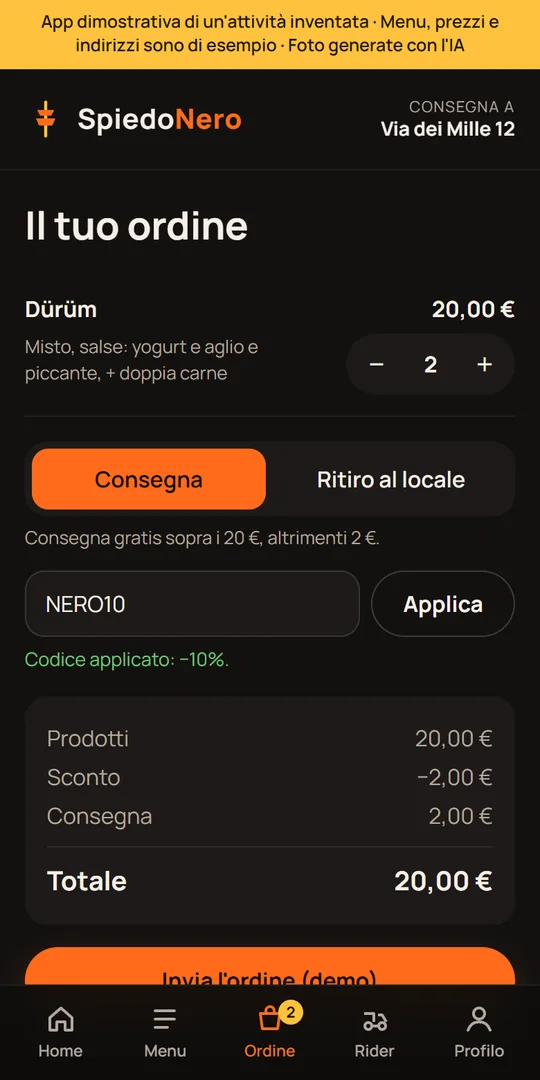 App dimostrativa di un'attività inventata · Menu, prezzi e
indirizzi sono di esempio · Foto generate con l'IA
SpiedoNero
CONSEGNA A
Via dei Mille 12
Il tuo ordine
Dürüm
20,00 €
Misto, salse: yogurt e aglio e
piccante, + doppia carne
− 2 +
Consegna
Ritiro al locale
Consegna gratis sopra i 20 €, altrimenti 2 €.
NERO10
Applica
Codice applicato: −10%.
Prodotti 20,00 €
Sconto −2,00 €
Consegna 2,00 €
Totale 20,00 €
Invia l'ordine (demo)
2
Home
Menu
Ordine
Rider
Profilo